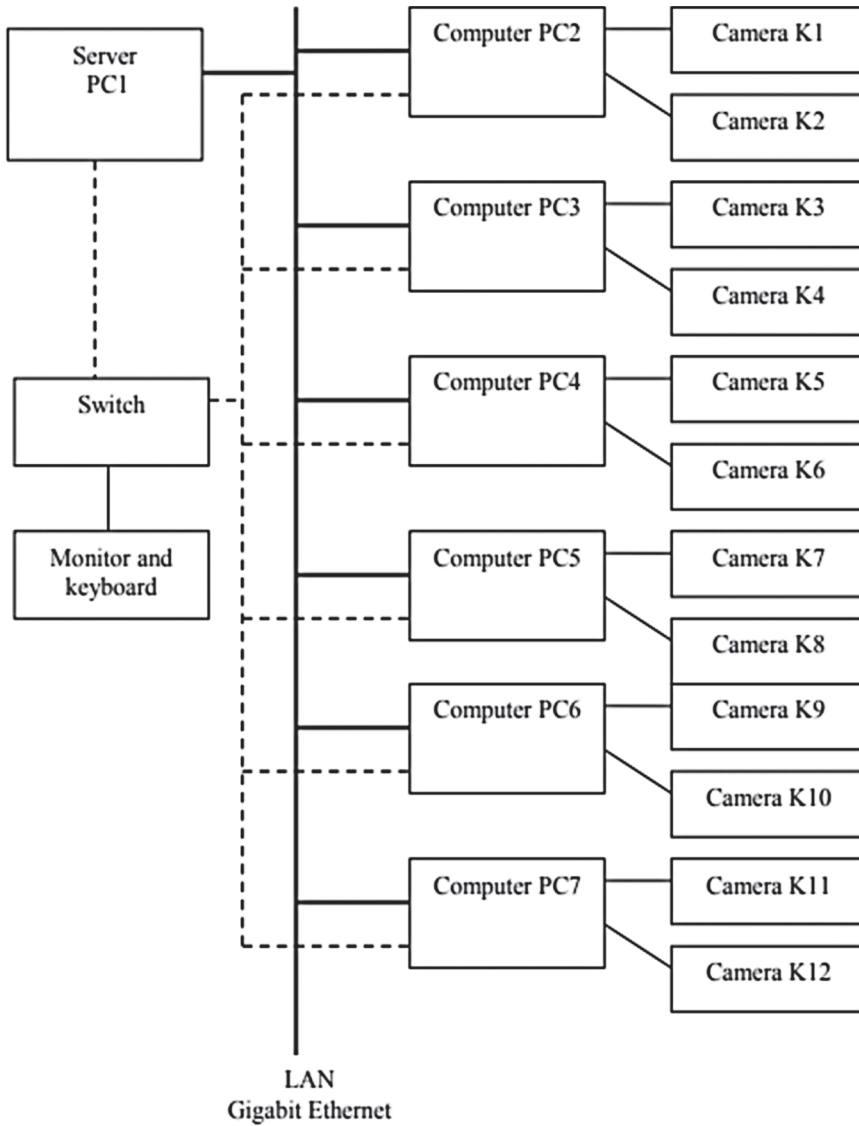 Server
PC1
Computer PC2
Camera K1
Camera K2
Computer PC3
Camera K3
Camera K4
Switch
Computer PC4
Camera K5
Camera K6
Monitor and
keyboard
Computer PC5
Camera K7
Camera K8
Computer PC6
Camera K9
Camera K10
Computer PC7
Camera K11
Camera K12
LAN
Gigabit Ethernet